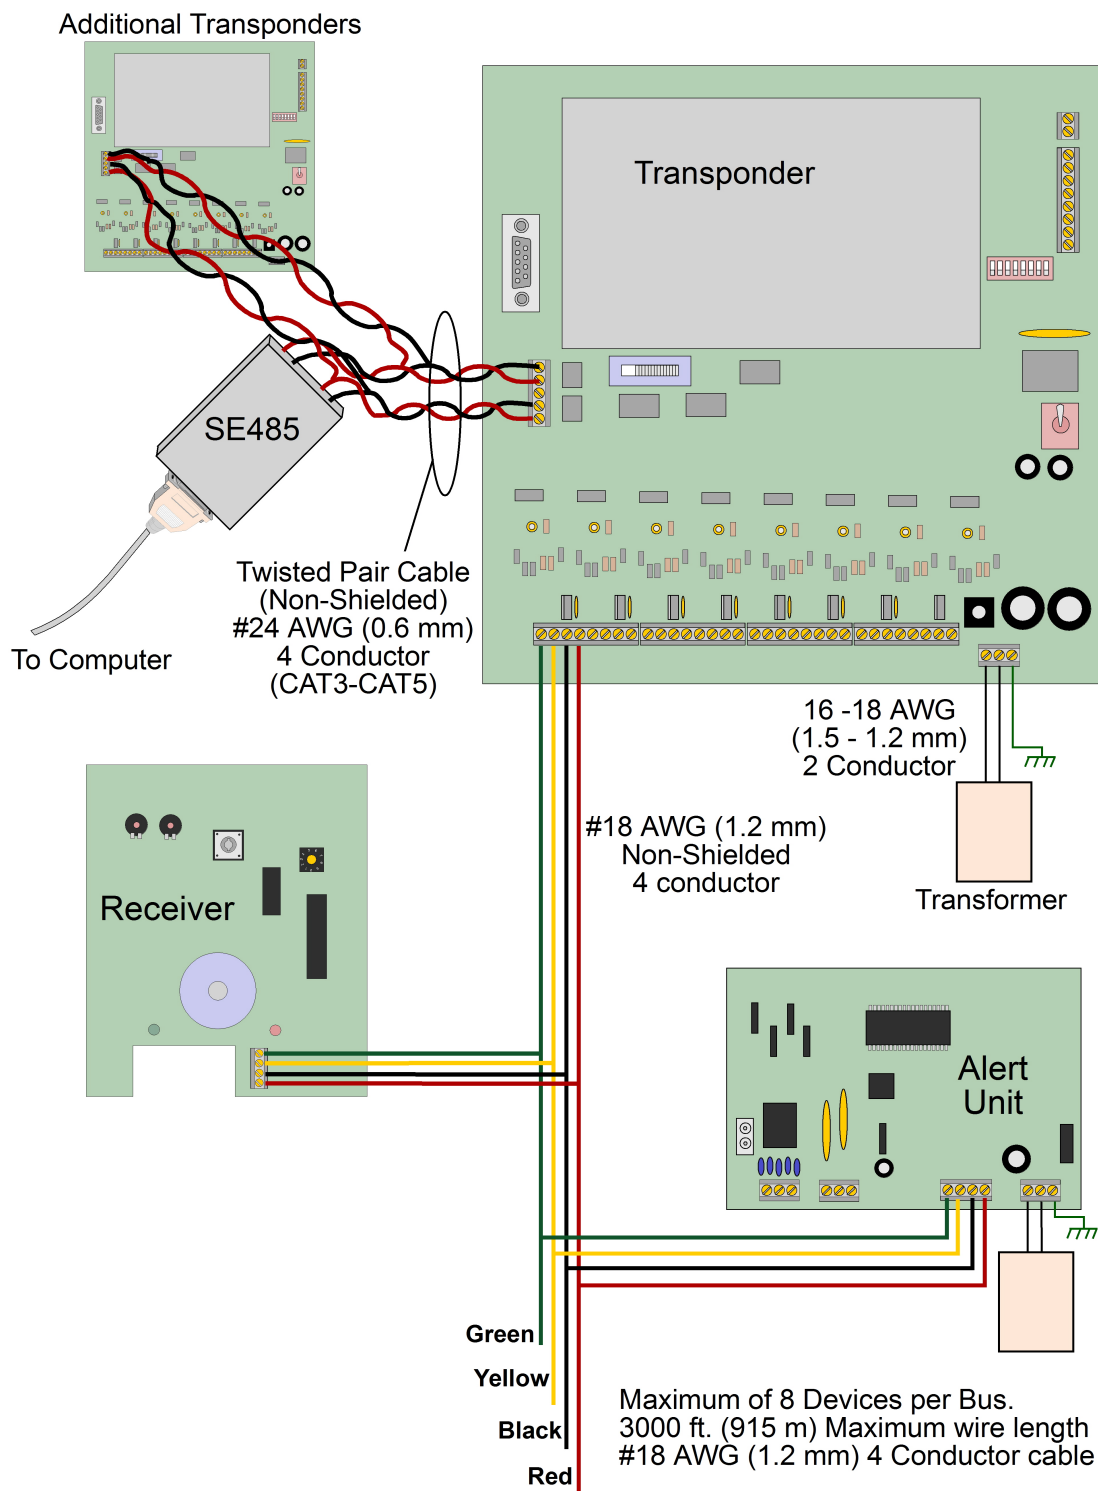 Additional Transponders
Transponder
SE485
Twisted Pair Cable
(Non-Shielded)
#24 AWG (0.6 mm)
4 Conductor
(CAT3-CAT5)
To Computer
16 -18 AWG
(1.5 - 1.2 mm)
2 Conductor
#18 AWG (1.2 mm)
Non-Shielded
4 conductor
Transformer
Receiver
Alert
Unit
Green
Yellow
Black
Red
Maximum of 8 Devices per Bus.
3000 ft. (915 m) Maximum wire length
#18 AWG (1.2 mm) 4 Conductor cable